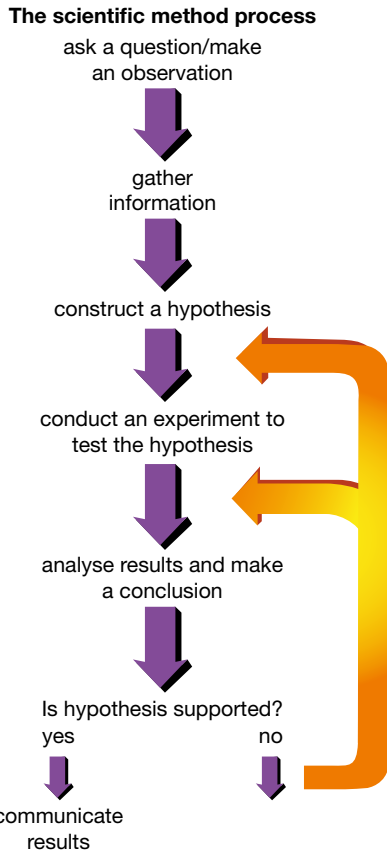 The scientific method process
ask a question/make
an observation
gather
information
construct a hypothesis
conduct an experiment to
test the hypothesis
analyse results and make
a conclusion
Is hypothesis supported?
yes no
communicate
results